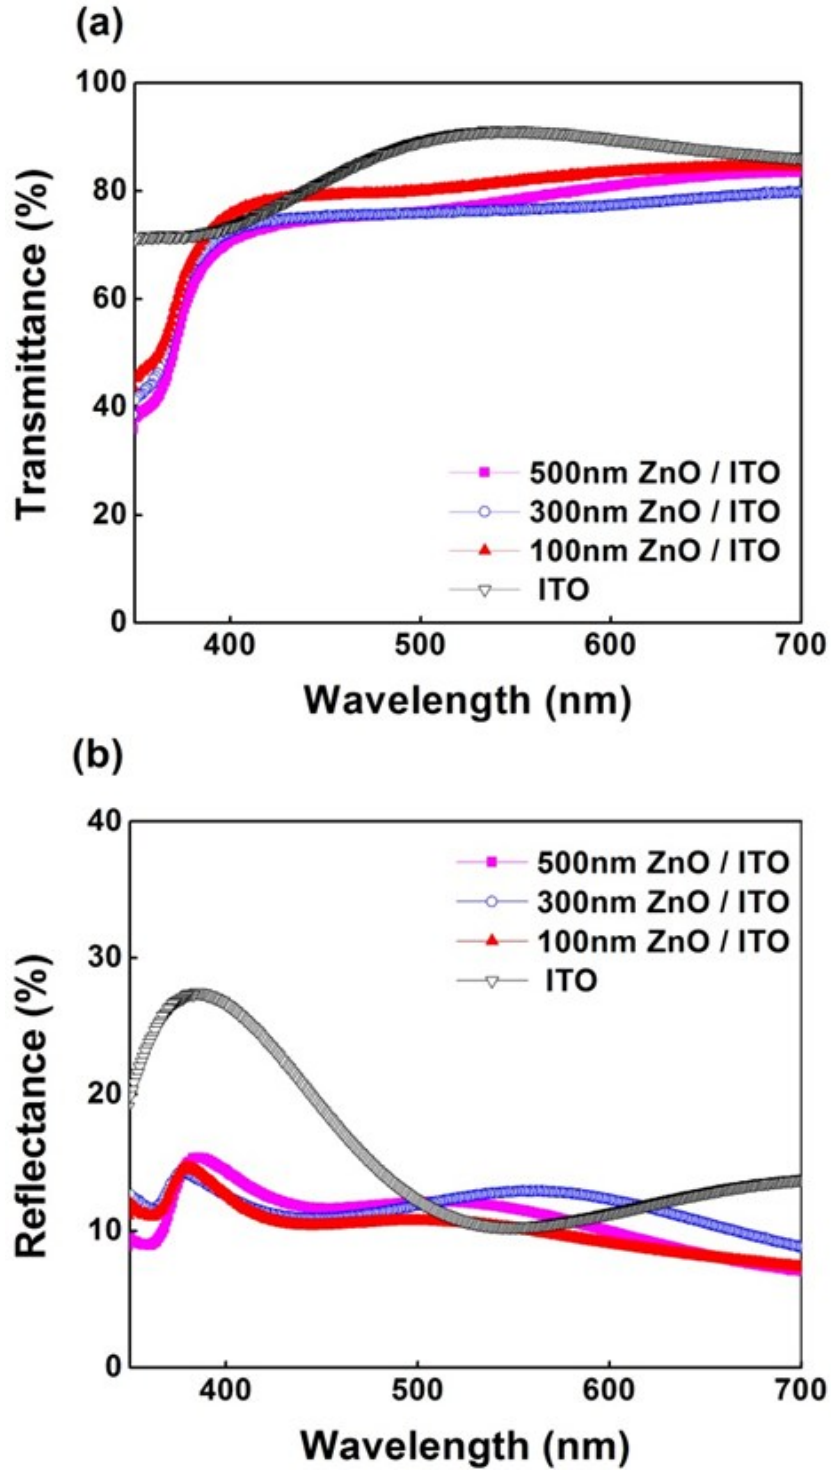 (a)
100
80
60
40
20
0
Transmittance (%)
500nm ZnO / ITO
300nm ZnO / ITO
100nm ZnO / ITO
ITO
400 500 600 700
Wavelength (nm)
(b)
40
30
20
10
0
Reflectance (%)
500nm ZnO / ITO
300nm ZnO / ITO
100nm ZnO / ITO
ITO
400 500 600 700
Wavelength (nm)